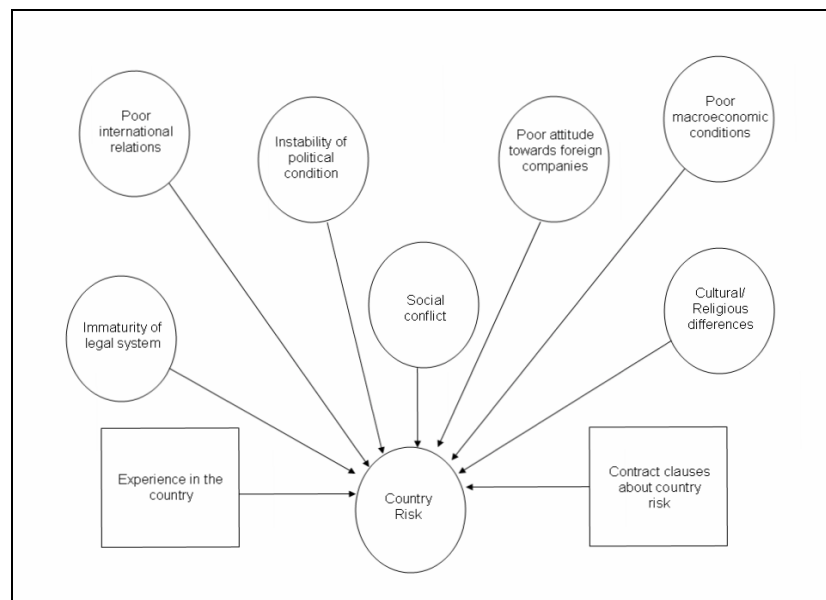 Poor
international
relations
Instability of
political
condition
Poor attitude
towards foreign
companies
Poor
macroeconomic
conditions
Immaturity of
legal system
Social
conflict
Cultural/
Religious
differences
Experience in the
country
Country
Risk
Contract clauses
about country
risk